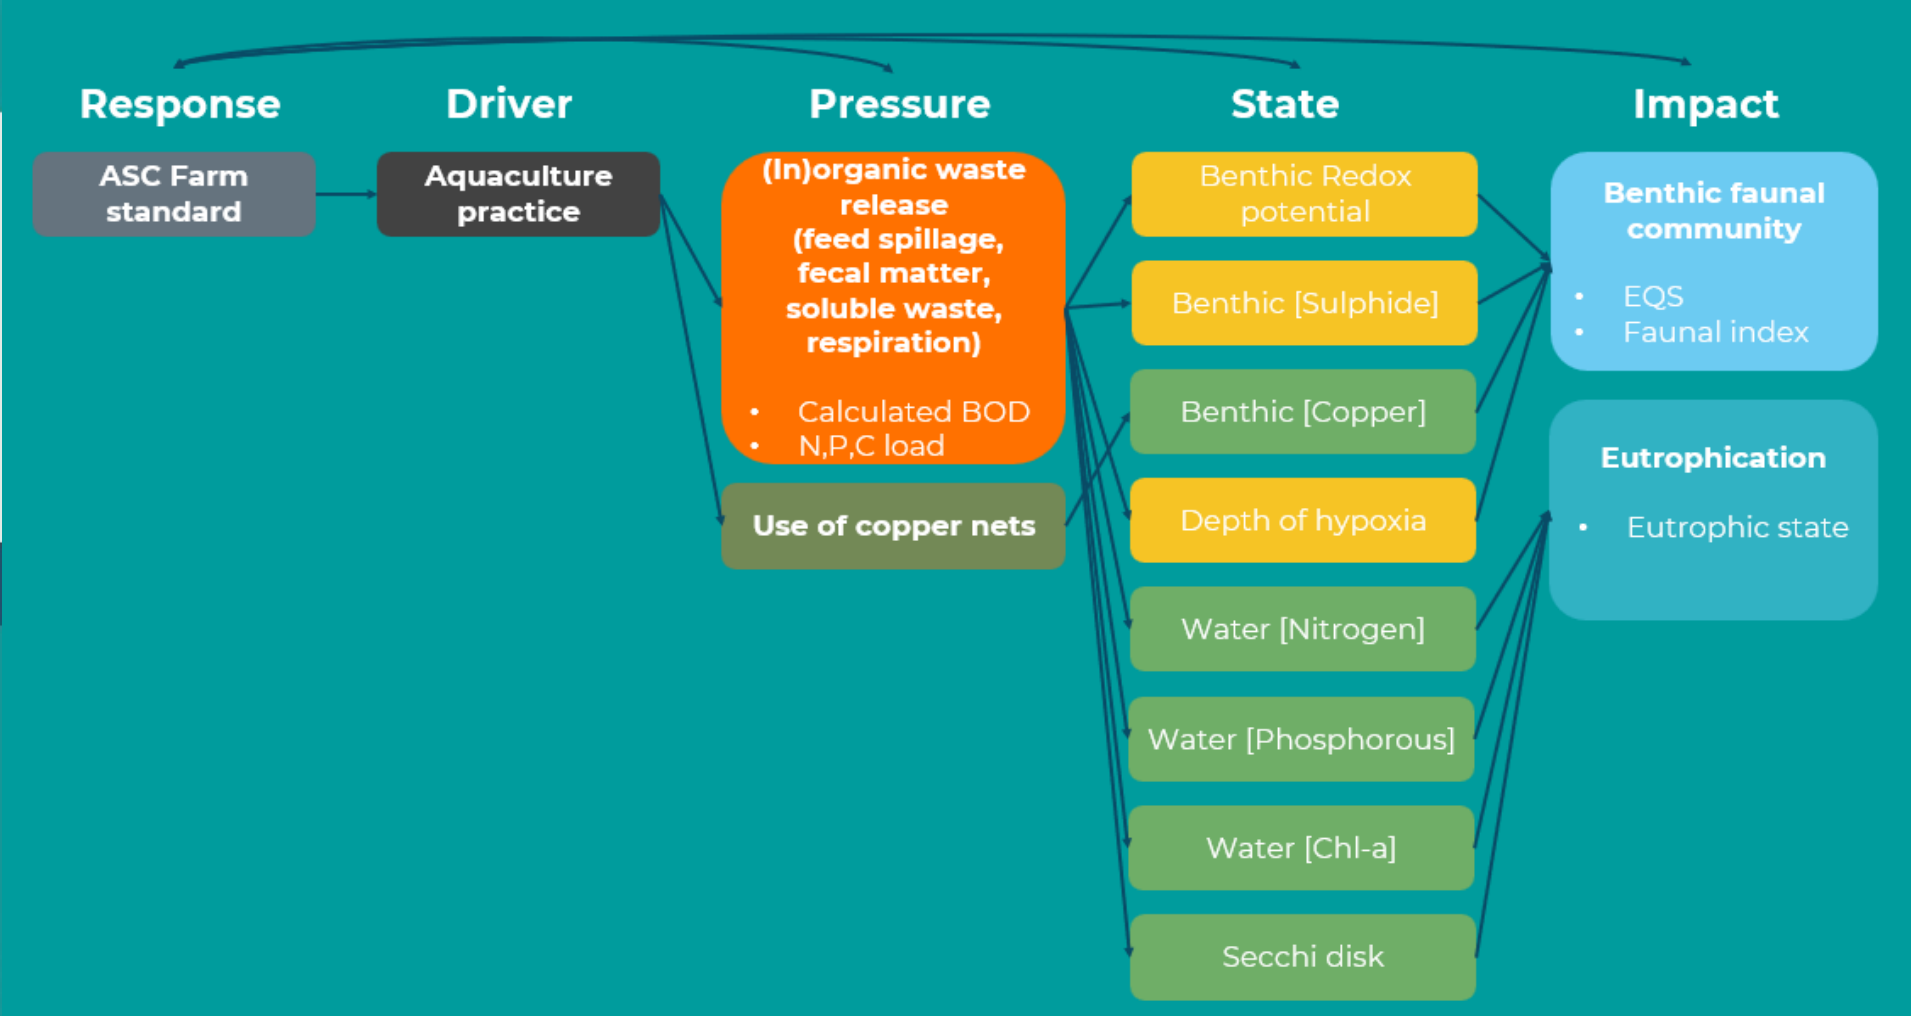 Response
Driver
Pressure
State
Impact
ASC Farm
standard
Aquaculture
practice
(In)organic waste
release
(feed spillage,
fecal matter,
soluble waste,
respiration)
• Calculated BOD
• N,P,C load
Use of copper nets
Benthic Redox
potential
Benthic [Sulphide]
Benthic [Copper]
Depth of hypoxia
Water [Nitrogen]
Water [Phosphorous]
Water [Chl-a]
Secchi disk
Benthic faunal
community
• EQS
• Faunal index
Eutrophication
• Eutrophic state